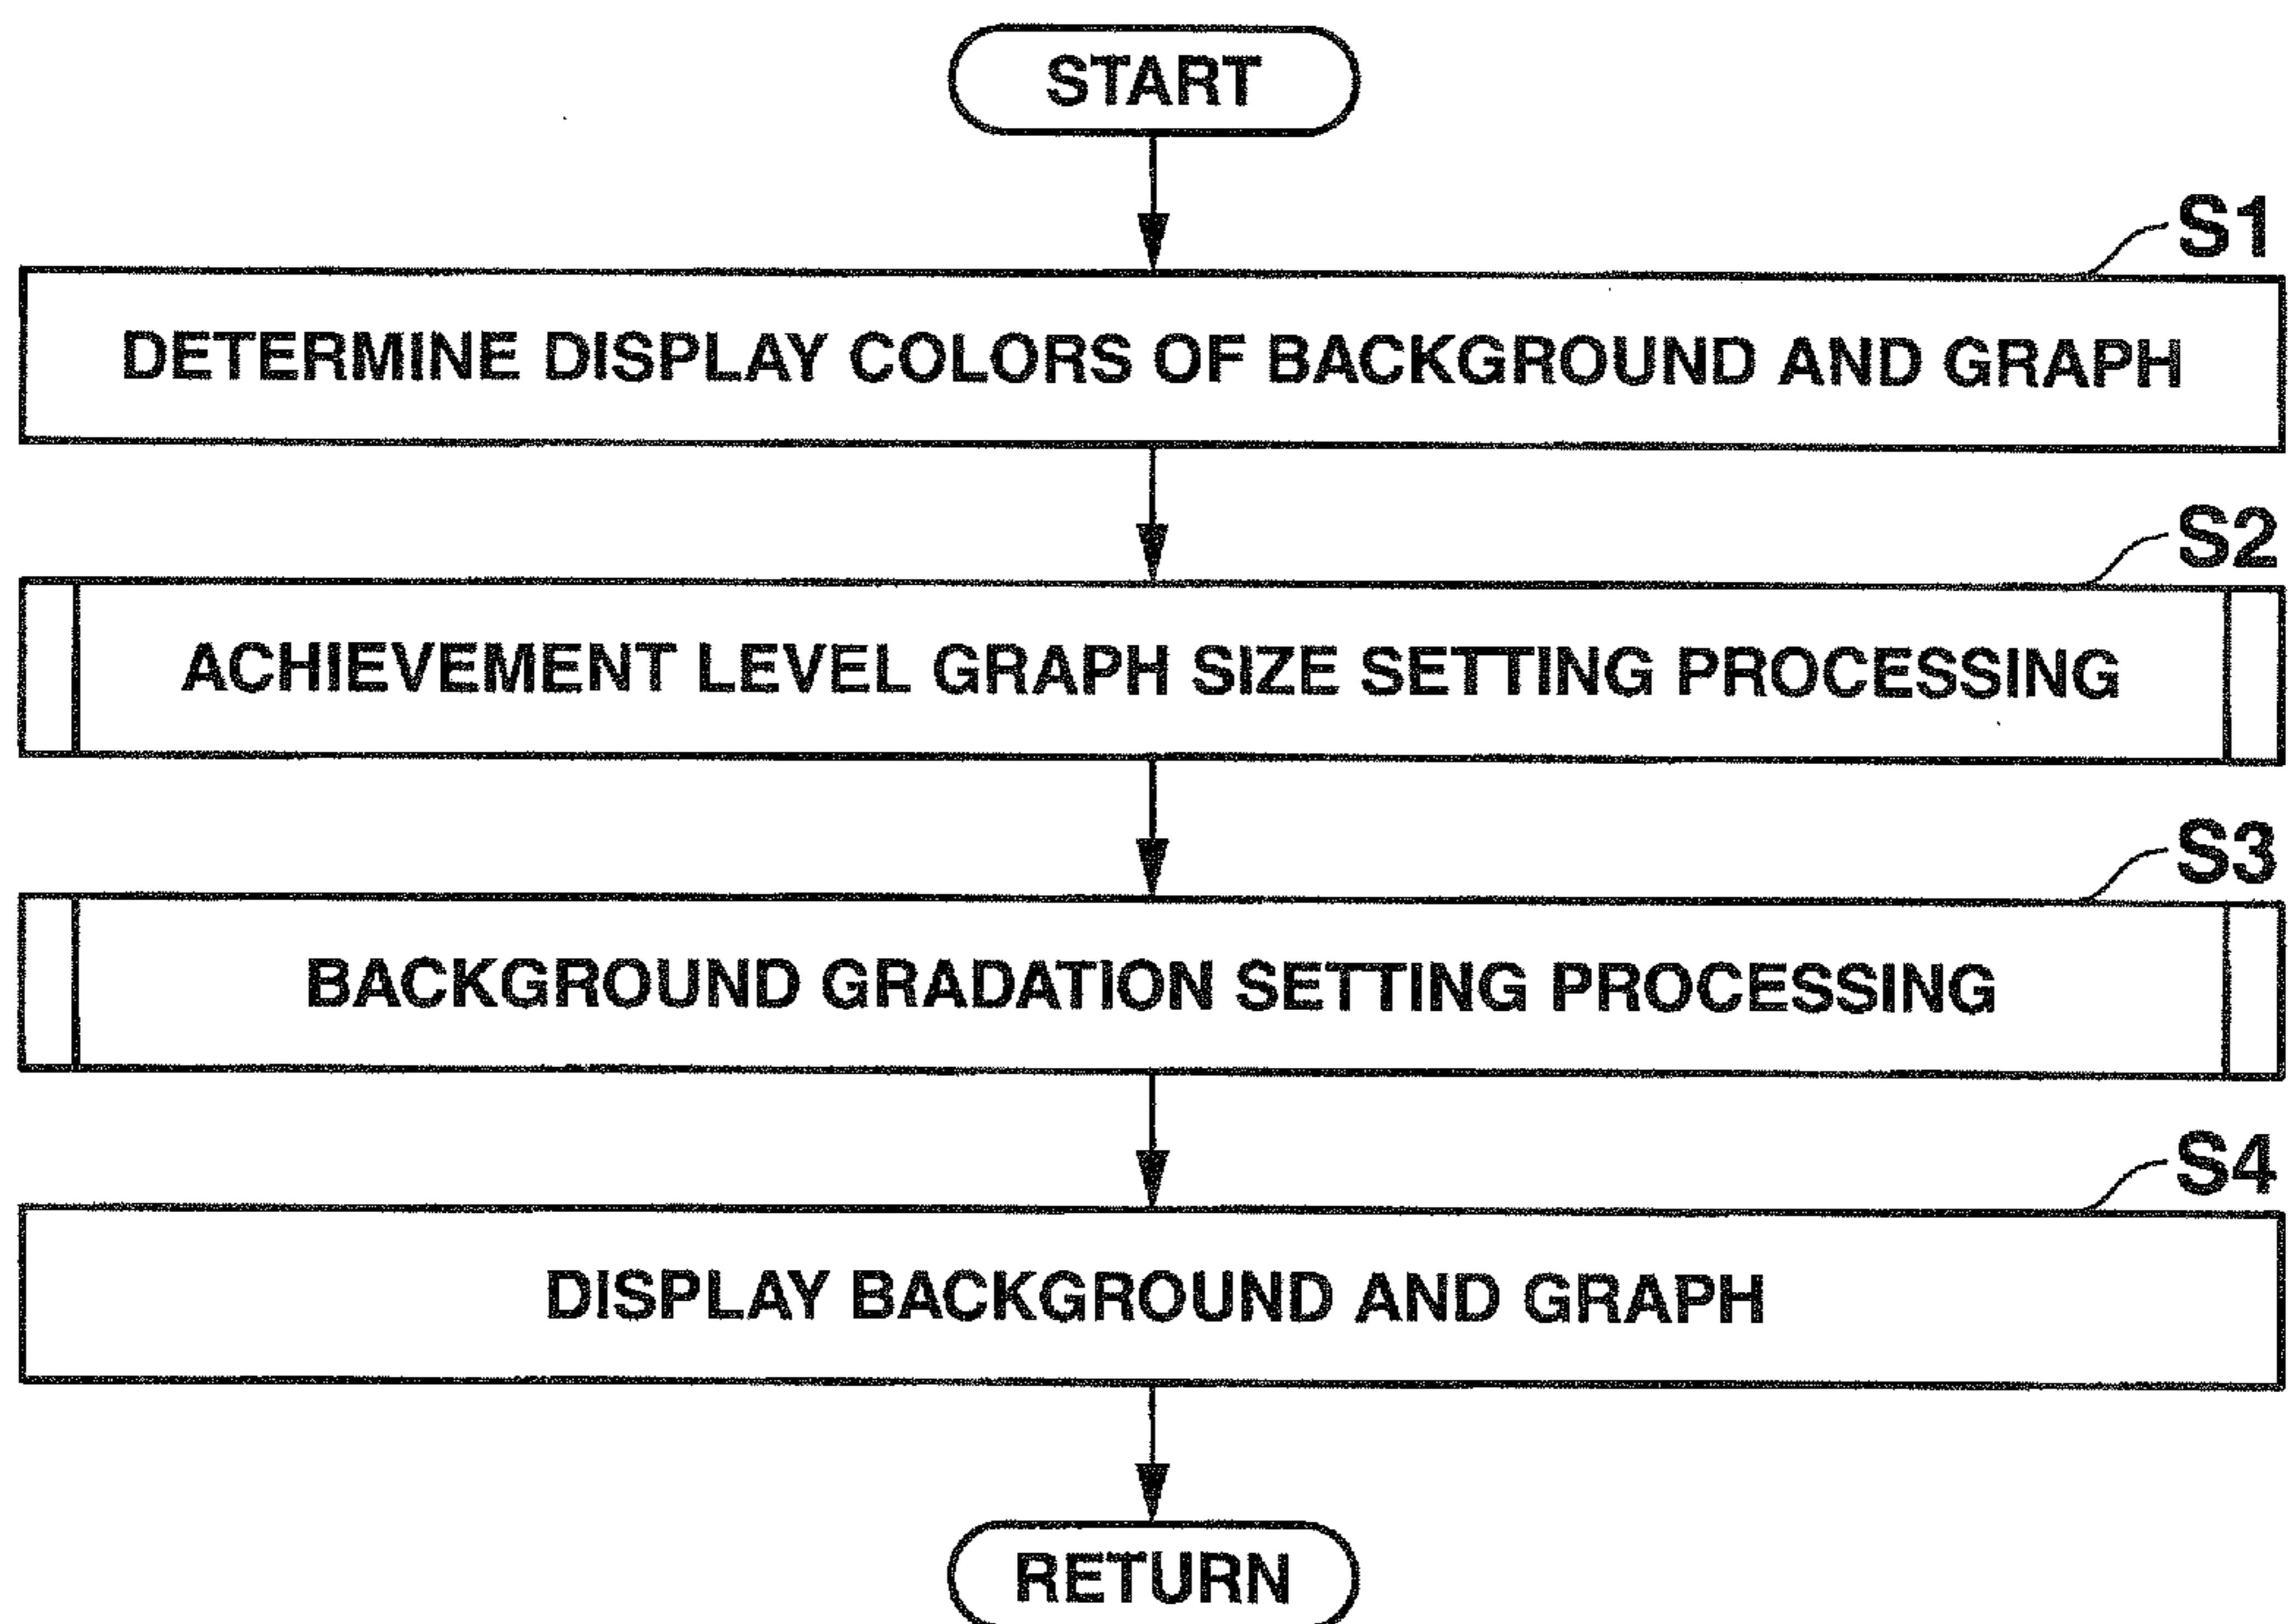 START
S1
DETERMINE DISPLAY COLORS OF BACKGROUND AND GRAPH
S2
ACHIEVEMENT LEVEL GRAPH SIZE SETTING PROCESSING
S3
BACKGROUND GRADATION SETTING PROCESSING
S4
DISPLAY BACKGROUND AND GRAPH
RETURN